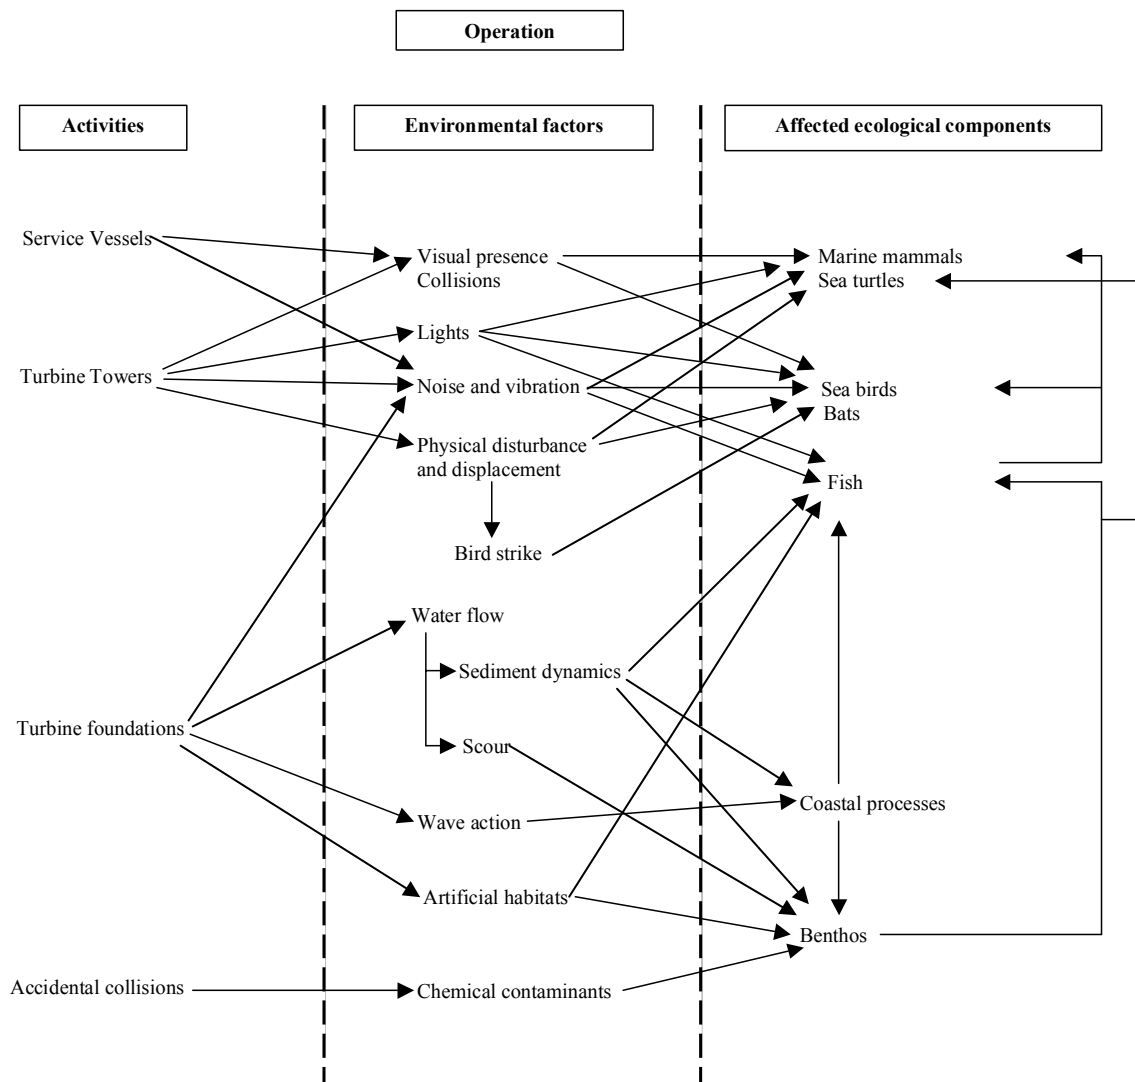 Operation
Activities
Environmental factors
Affected ecological components
Service Vessels
Visual presence
Collisions
Marine mammals
Sea turtles
Lights
Turbine Towers
Noise and vibration
Sea birds
Bats
Physical disturbance
and displacement
Fish
Bird strike
Water flow
Sediment dynamics
Turbine foundations
Scour
Coastal processes
Wave action
Artificial habitats
Benthos
Accidental collisions
Chemical contaminants